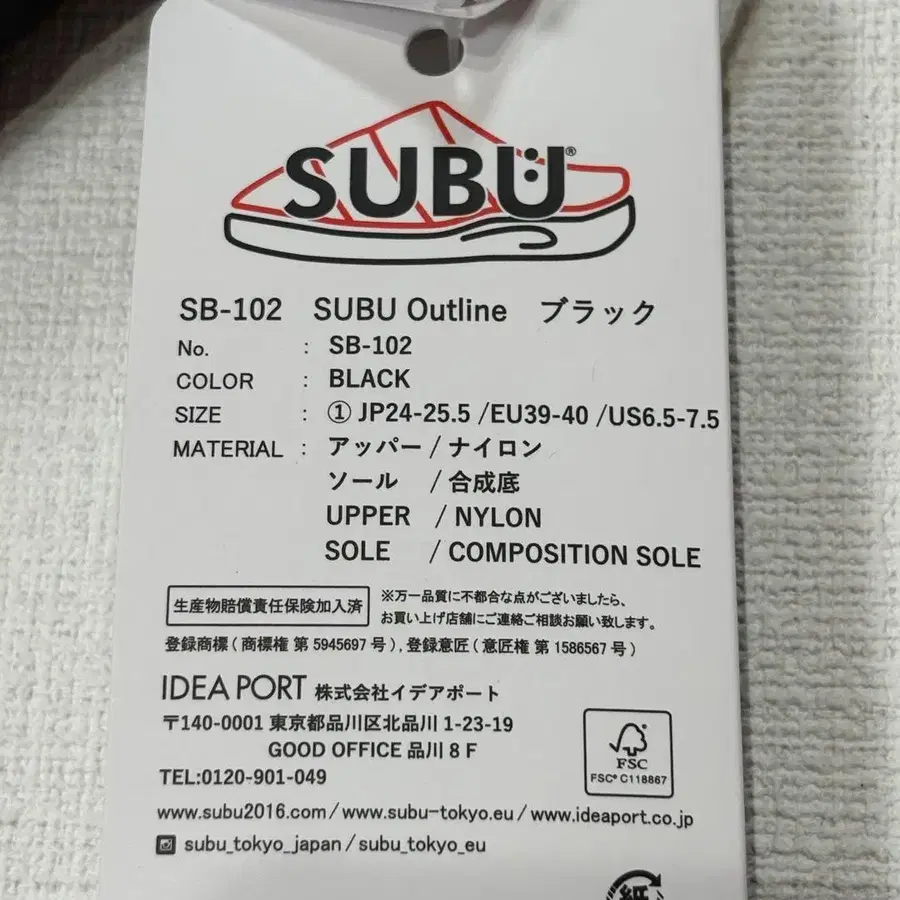 SUBU®
SB-102 SUBU Outline ブラック
No. : SB-102
COLOR : BLACK
SIZE : ① JP24-25.5 /EU39-40 /US6.5-7.5
MATERIAL : アッパー / ナイロン
ソール / 合成底
UPPER / NYLON
SOLE / COMPOSITION SOLE
生産物賠償責任保険加入済
※万一品質に不都合な点がございましたら、
お買い上げ店舗にご連絡ご相談お願い致します。
登録商標 ( 商標権 第 5945697 号 ) , 登録意匠 ( 意匠権 第 1586567 号 )
IDEA PORT 株式会社イデアポート
〒140-0001 東京都品川区北品川 1-23-19
GOOD OFFICE 品川 8 F
TEL:0120-901-049
FSC
FSC® C118867
www.subu2016.com / www.subu-tokyo.eu / www.ideaport.co.jp
subu_tokyo_japan / subu_tokyo_eu
紙